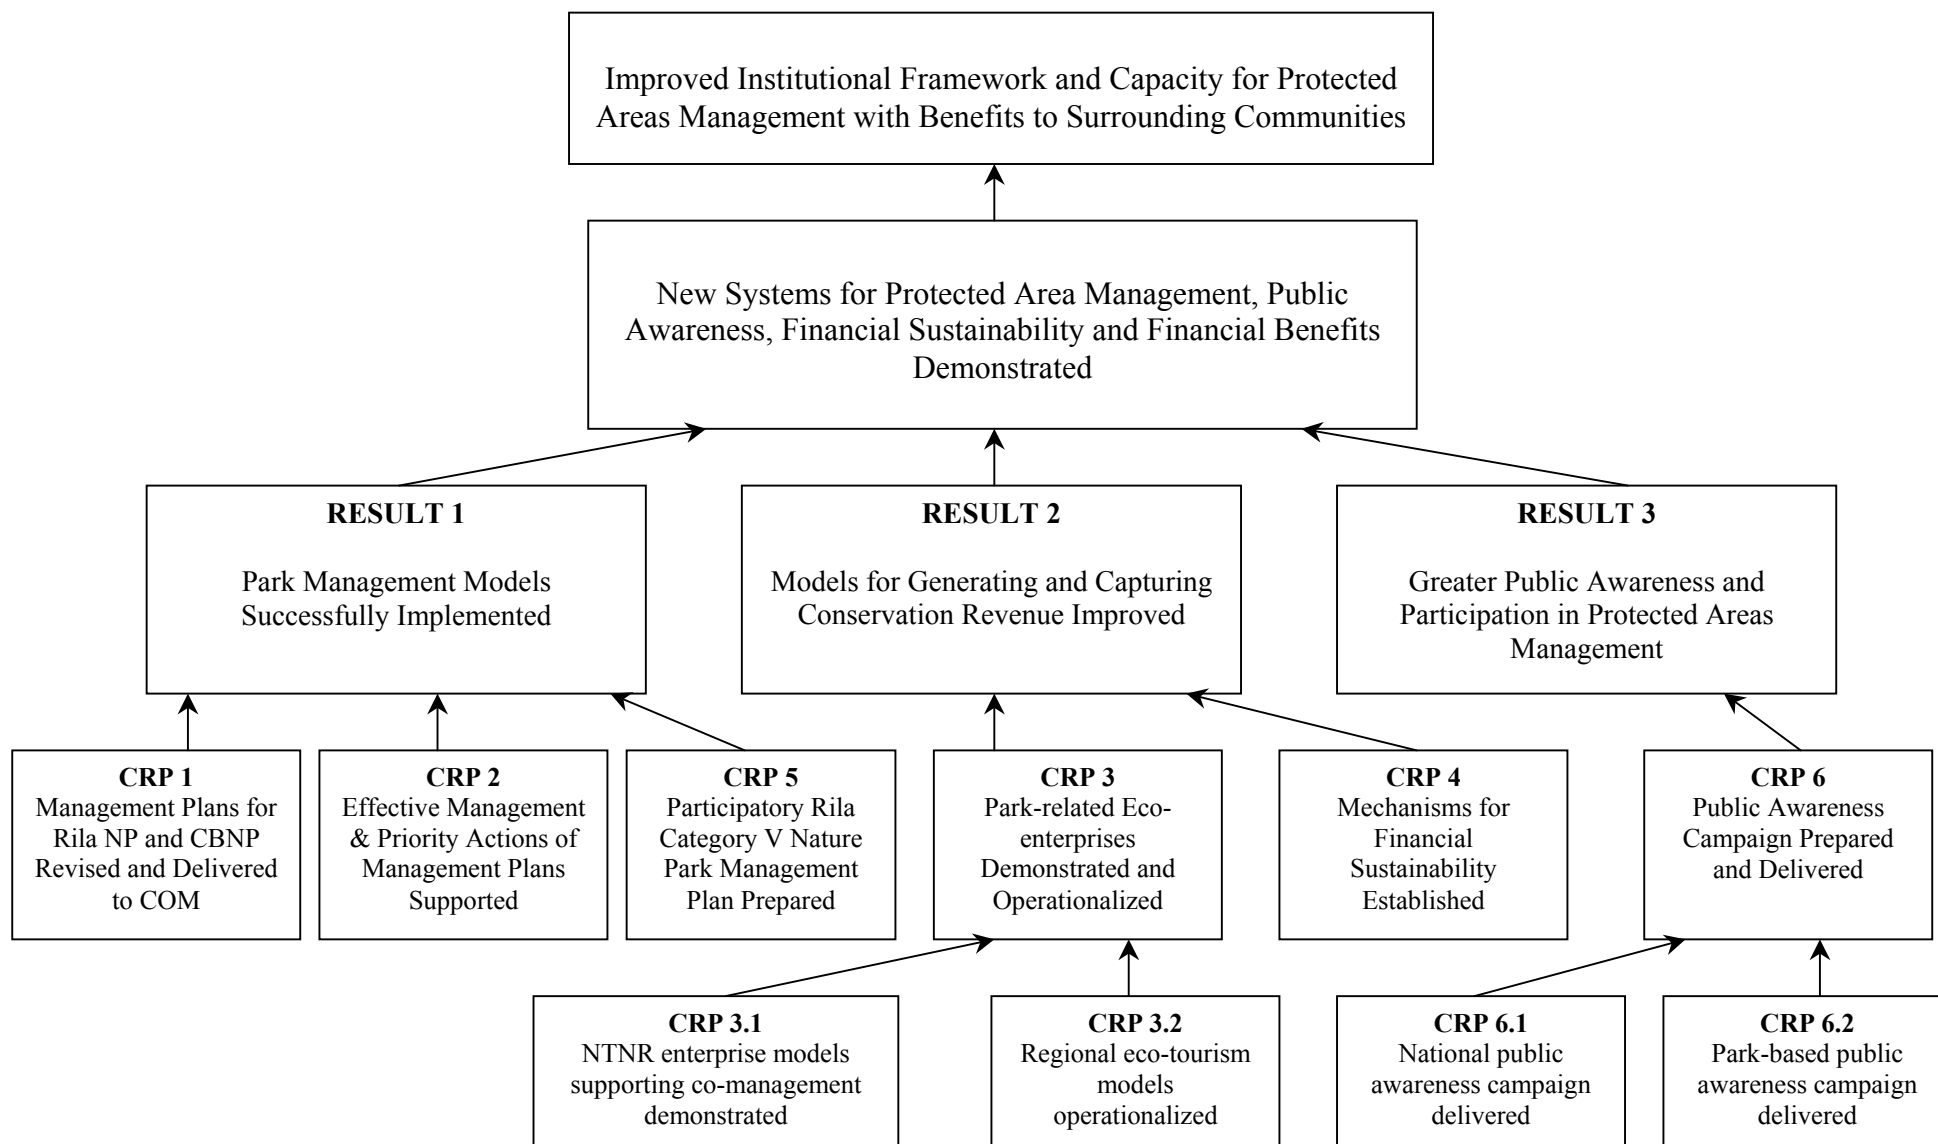 Improved Institutional Framework and Capacity for Protected
Areas Management with Benefits to Surrounding Communities
New Systems for Protected Area Management, Public
Awareness, Financial Sustainability and Financial Benefits
Demonstrated
RESULT 1
Park Management Models
Successfully Implemented
RESULT 2
Models for Generating and Capturing
Conservation Revenue Improved
RESULT 3
Greater Public Awareness and
Participation in Protected Areas
Management
CRP 1
Management Plans for
Rila NP and CBNP
Revised and Delivered
to COM
CRP 2
Effective Management
& Priority Actions of
Management Plans
Supported
CRP 5
Participatory Rila
Category V Nature
Park Management
Plan Prepared
CRP 3
Park-related Eco-
enterprises
Demonstrated and
Operationalized
CRP 4
Mechanisms for
Financial
Sustainability
Established
CRP 6
Public Awareness
Campaign Prepared
and Delivered
CRP 3.1
NTNR enterprise models
supporting co-management
demonstrated
CRP 3.2
Regional eco-tourism
models
operationalized
CRP 6.1
National public
awareness campaign
delivered
CRP 6.2
Park-based public
awareness campaign
delivered